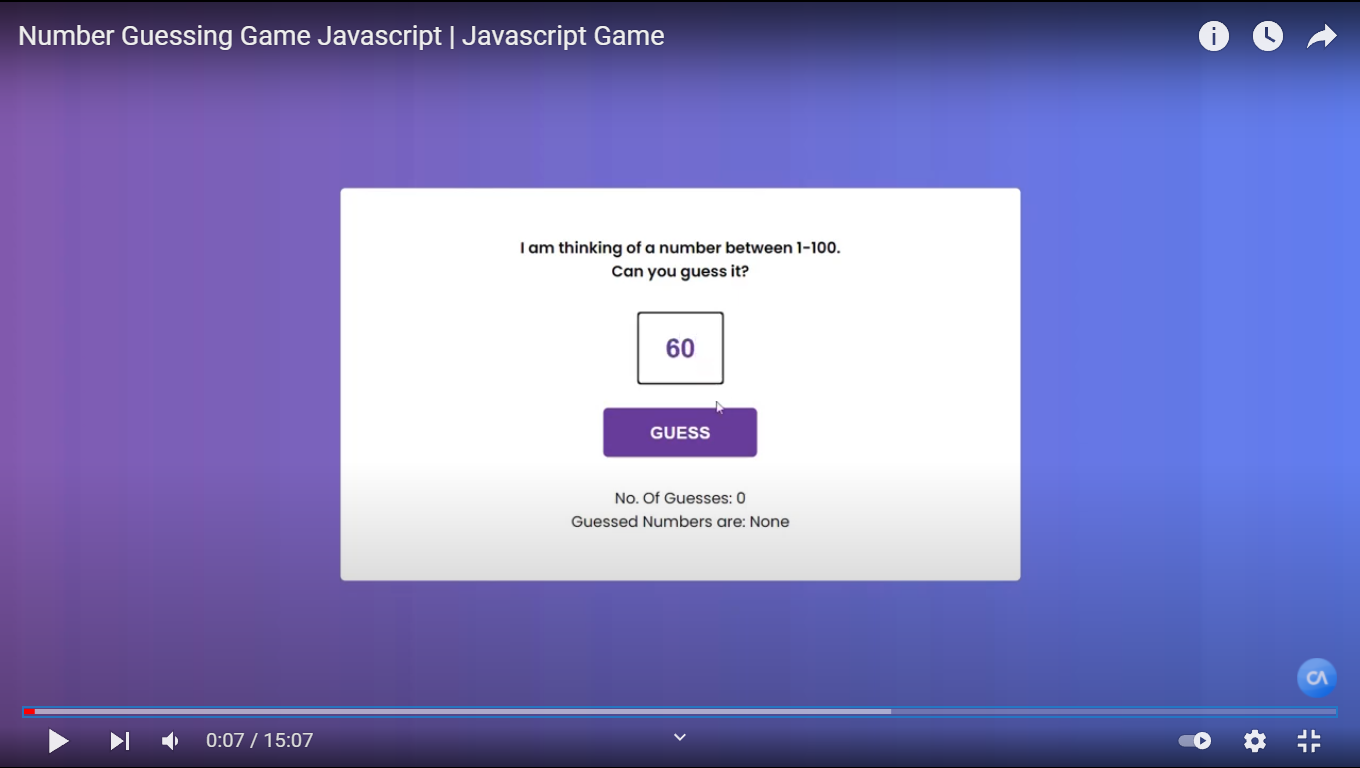 Number Guessing Game Javascript | Javascript Game
I am thinking of a number between 1-100.
Can you guess it?
60
GUESS
No. Of Guesses: 0
Guessed Numbers are: None
CA
0:07 / 15:07